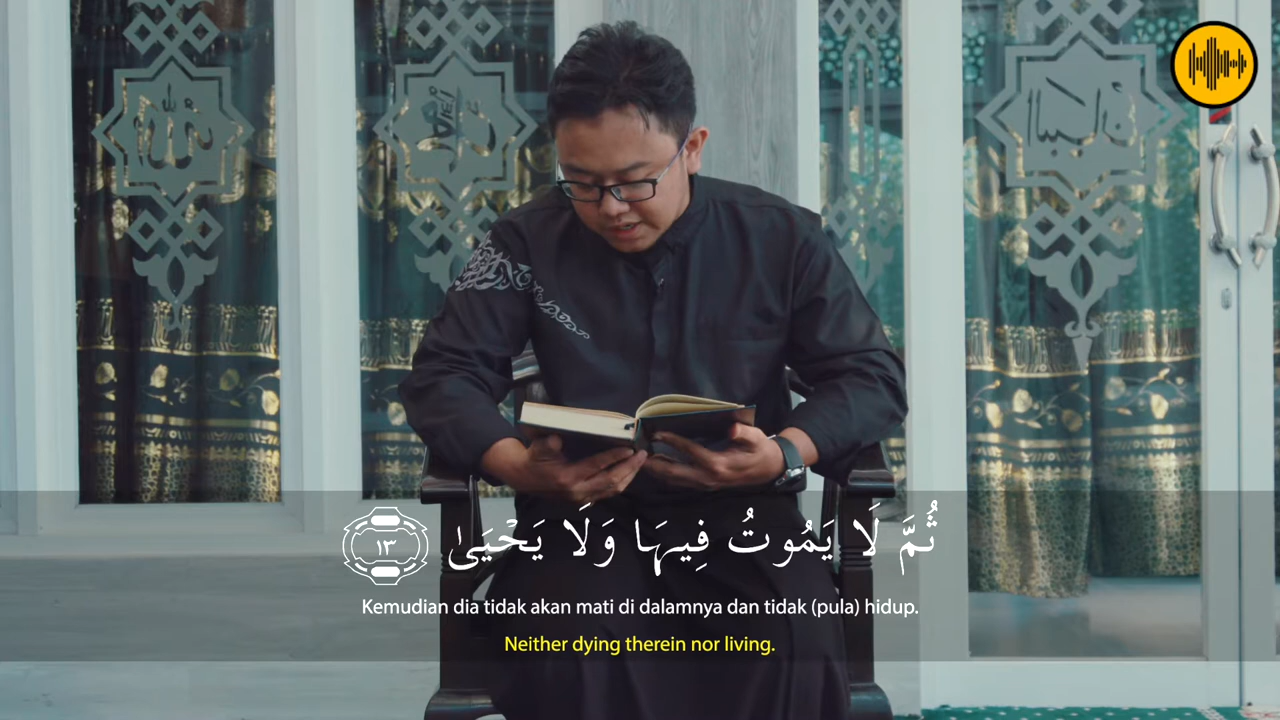 الله
ثُمَّ لَا يَمُوتُ فِيهَا وَلَا يَحْيَىٰ ١٣
Kemudian dia tidak akan mati di dalamnya dan tidak (pula) hidup.
Neither dying therein nor living.